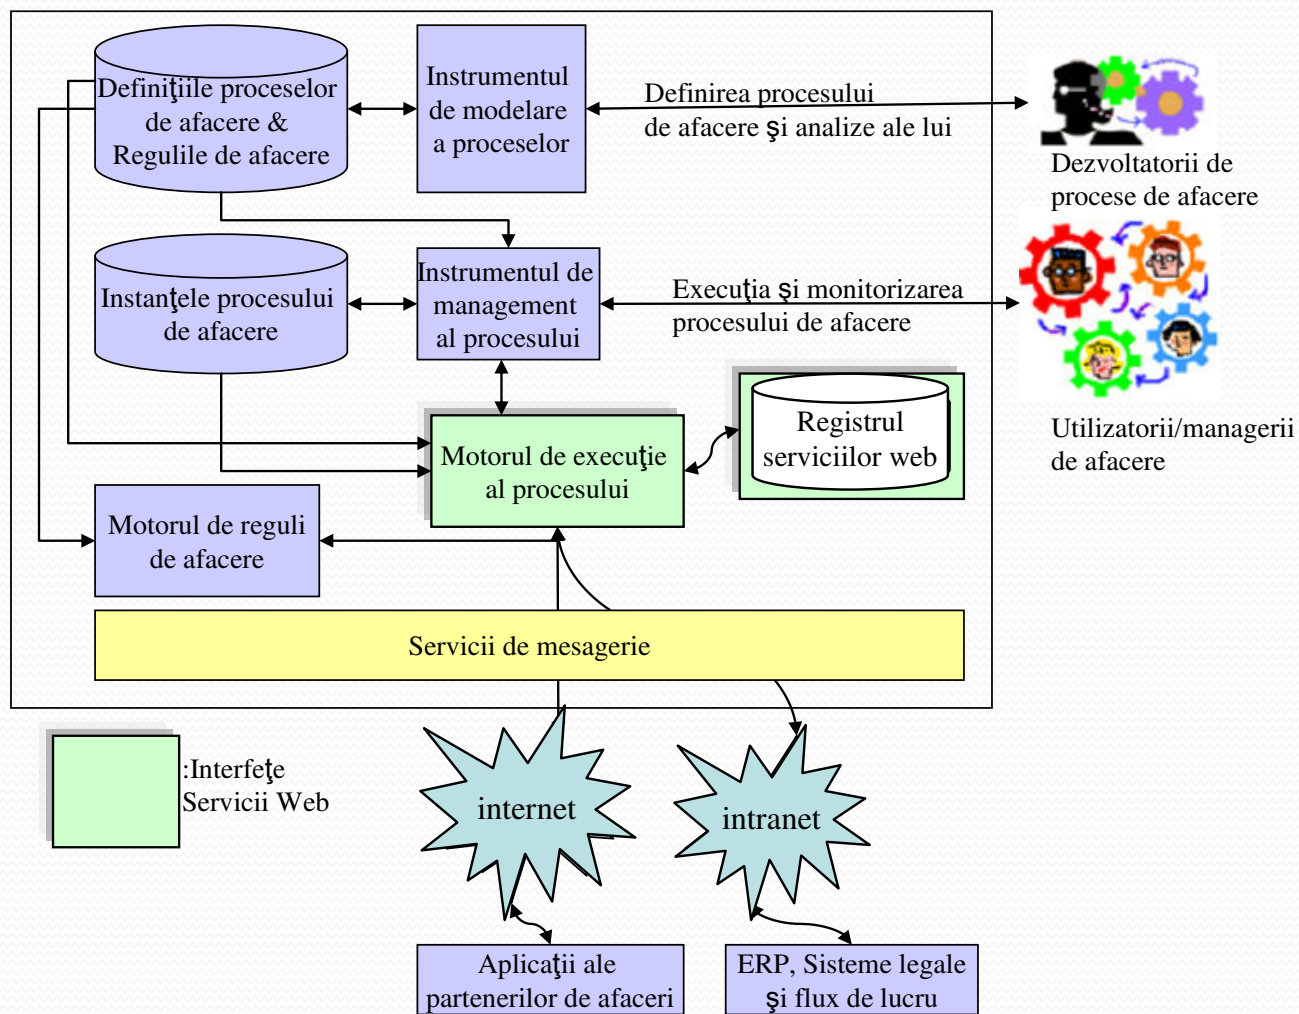 Definiţiile proceselor
de afacere &
Regulile de afacere
Instrumentul
de modelare
a proceselor
Definirea procesului
de afacere şi analize ale lui
Dezvoltatorii de
procese de afacere
Instanţele procesului
de afacere
Instrumentul de
management
al procesului
Execuţia şi monitorizarea
procesului de afacere
Utilizatorii/managerii
de afacere
Motorul de execuţie
al procesului
Registrul
serviciilor web
Motorul de reguli
de afacere
Servicii de mesagerie
:Interfeţe
Servicii Web
internet
intranet
Aplicaţii ale
partenerilor de afaceri
ERP, Sisteme legale
şi flux de lucru